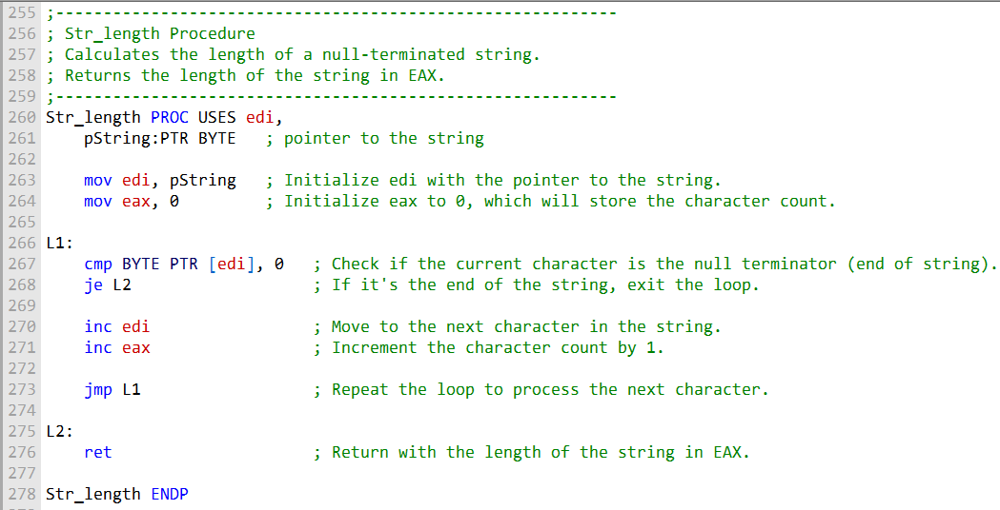 255 ;-----------------------------------------------------------
256 ; Str_length Procedure
257 ; Calculates the length of a null-terminated string.
258 ; Returns the length of the string in EAX.
259 ;-----------------------------------------------------------
260 Str_length PROC USES edi,
261     pString:PTR BYTE   ; pointer to the string
262
263     mov edi, pString   ; Initialize edi with the pointer to the string.
264     mov eax, 0         ; Initialize eax to 0, which will store the character count.
265
266 L1:
267     cmp BYTE PTR [edi], 0   ; Check if the current character is the null terminator (end of string).
268     je L2                   ; If it's the end of the string, exit the loop.
269
270     inc edi                 ; Move to the next character in the string.
271     inc eax                 ; Increment the character count by 1.
272
273     jmp L1                  ; Repeat the loop to process the next character.
274
275 L2:
276     ret                     ; Return with the length of the string in EAX.
277
278 Str_length ENDP